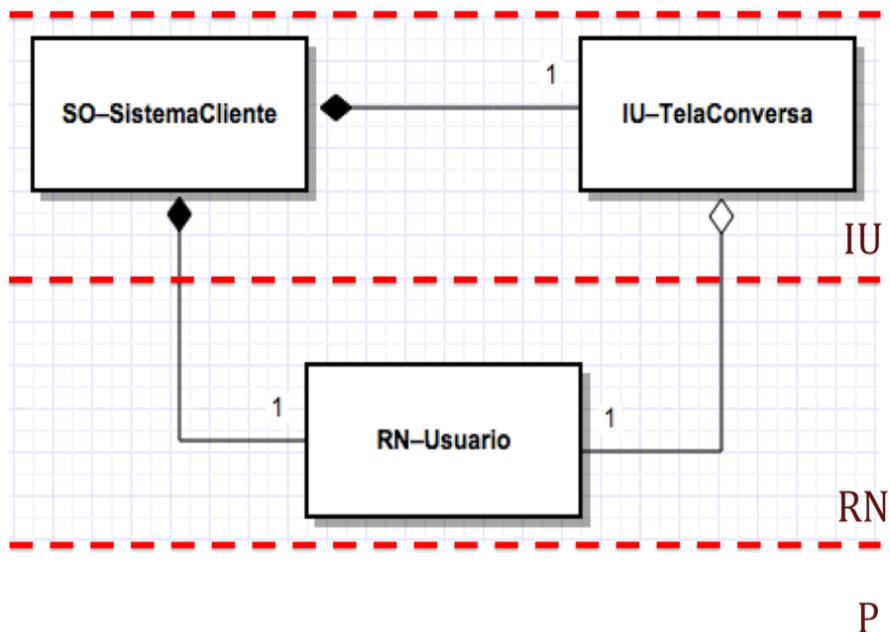 SO–SistemaCliente
1
IU–TelaConversa
IU
1
RN–Usuario
1
RN
P